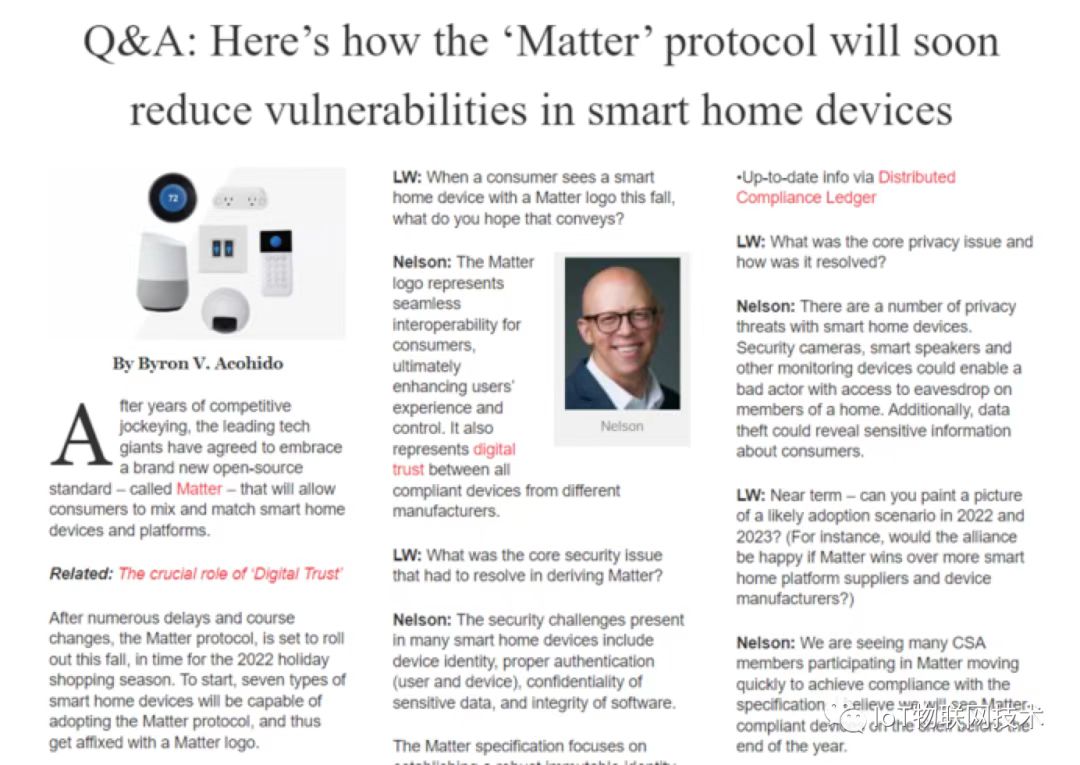 Q&A: Here's how the 'Matter' protocol will soon
reduce vulnerabilities in smart home devices
72
By Byron V. Acohido
After years of competitive
jockeying, the leading tech
giants have agreed to embrace
a brand new open-source
standard – called Matter – that will allow
consumers to mix and match smart home
devices and platforms.
Related: The crucial role of 'Digital Trust'
After numerous delays and course
changes, the Matter protocol, is set to roll
out this fall, in time for the 2022 holiday
shopping season. To start, seven types of
smart home devices will be capable of
adopting the Matter protocol, and thus
get affixed with a Matter logo.
LW: When a consumer sees a smart
home device with a Matter logo this fall,
what do you hope that conveys?
Nelson: The Matter
logo represents
seamless
interoperability for
consumers,
ultimately
enhancing users'
experience and
control. It also
represents digital
trust between all
compliant devices from different
manufacturers.
Nelson
LW: What was the core security issue
that had to resolve in deriving Matter?
Nelson: The security challenges present
in many smart home devices include
device identity, proper authentication
(user and device), confidentiality of
sensitive data, and integrity of software.
The Matter specification focuses on
establishing a robust immutable identity
•Up-to-date info via Distributed
Compliance Ledger
LW: What was the core privacy issue and
how was it resolved?
Nelson: There are a number of privacy
threats with smart home devices.
Security cameras, smart speakers and
other monitoring devices could enable a
bad actor with access to eavesdrop on
members of a home. Additionally, data
theft could reveal sensitive information
about consumers.
LW: Near term – can you paint a picture
of a likely adoption scenario in 2022 and
2023? (For instance, would the alliance
be happy if Matter wins over more smart
home platform suppliers and device
manufacturers?)
Nelson: We are seeing many CSA
members participating in Matter moving
quickly to achieve compliance with the
specification Matter-
compliant on the before the
end of the year.
IoT物联网技术